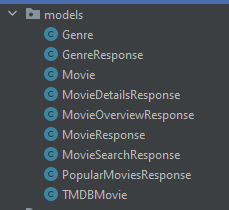 models
Genre
GenreResponse
Movie
MovieDetailsResponse
MovieOverviewResponse
MovieResponse
MovieSearchResponse
PopularMoviesResponse
TMDBMovie